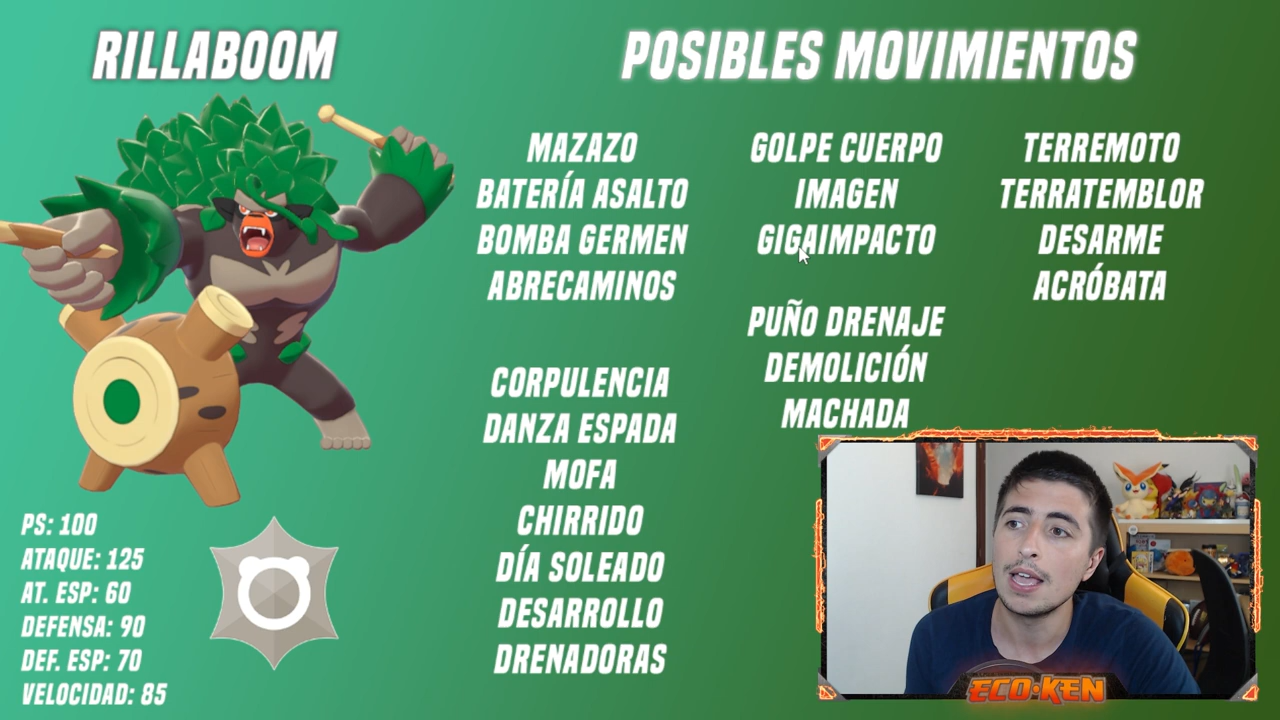 RILLABOOM
POSIBLES MOVIMIENTOS
MAZAZO
BATERÍA ASALTO
BOMBA GERMEN
ABRECAMINOS
CORPULENCIA
DANZA ESPADA
MOFA
CHIRRIDO
DÍA SOLEADO
DESARROLLO
DRENADORAS
GOLPE CUERPO
IMAGEN
GIGAIMPACTO
PUÑO DRENAJE
DEMOLICIÓN
MACHADA
TERREMOTO
TERRATEMBLOR
DESARME
ACRÓBATA
PS: 100
ATAQUE: 125
AT. ESP: 60
DEFENSA: 90
DEF. ESP: 70
VELOCIDAD: 85
ECO·KEN